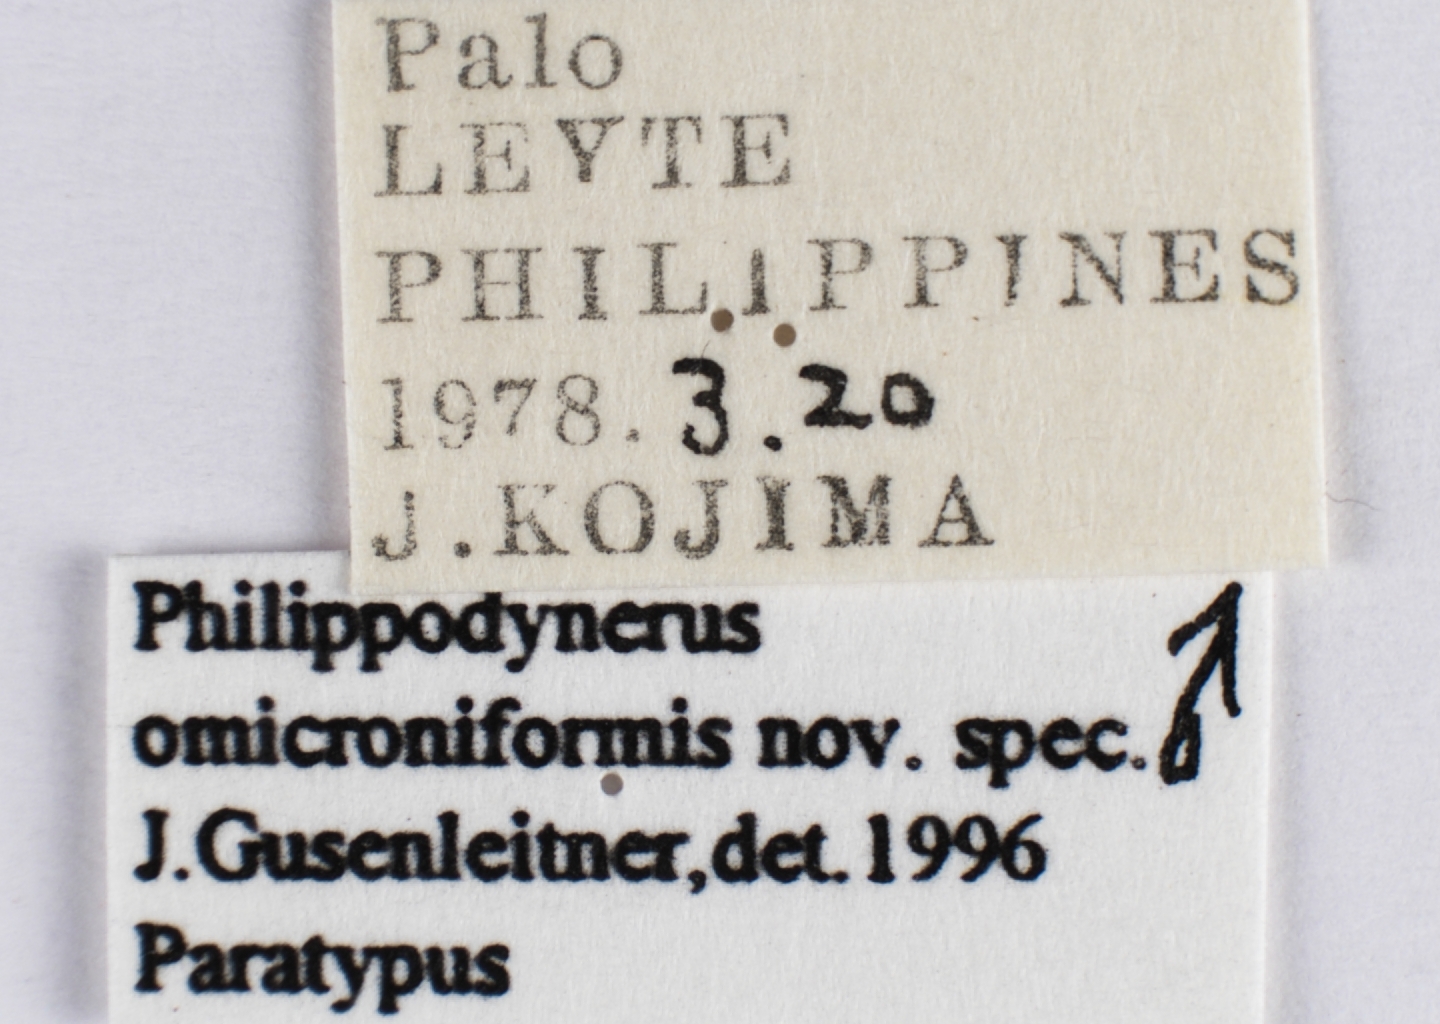 Palo
LEYTE
PHILIPPINES
1978. 3.20
J.KOJIMA
Philippodynerus
omicroniformis nov. spec. ♂
J.Gusenleitner,det.1996
Paratypus